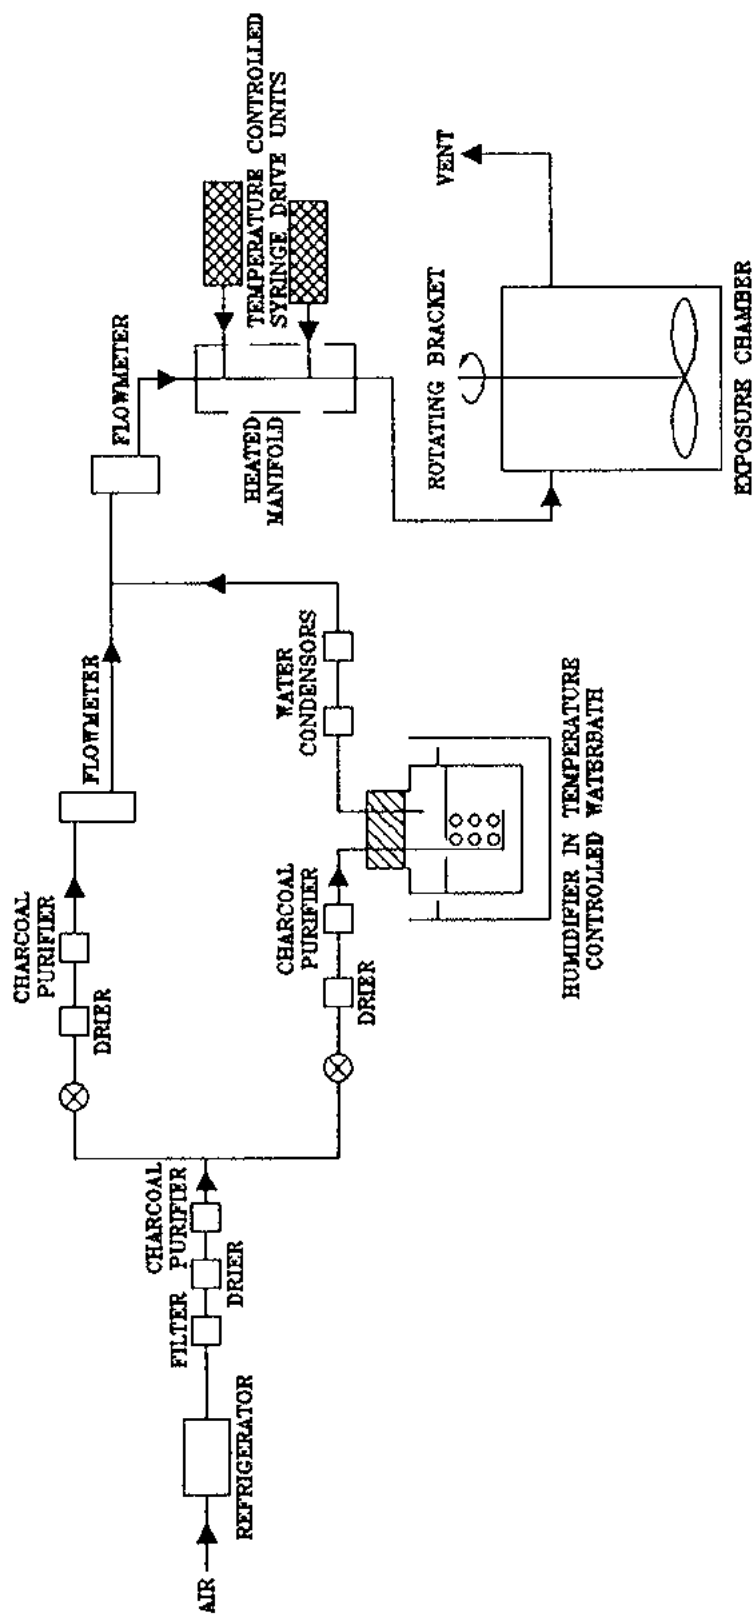 AIR
REFRIGERATOR
FILTER
DRIER
CHARCOAL
PURIFIER
DRIER
CHARCOAL
PURIFIER
FLOWMETER
DRIER
CHARCOAL
PURIFIER
HUMIDIFIER IN TEMPERATURE
CONTROLLED WATERBATH
WATER
CONDENSORS
FLOWMETER
HEATED
MANIFOLD
TEMPERATURE CONTROLLED
SYRINGE DRIVE UNITS
ROTATING BRACKET
VENT
EXPOSURE CHAMBER